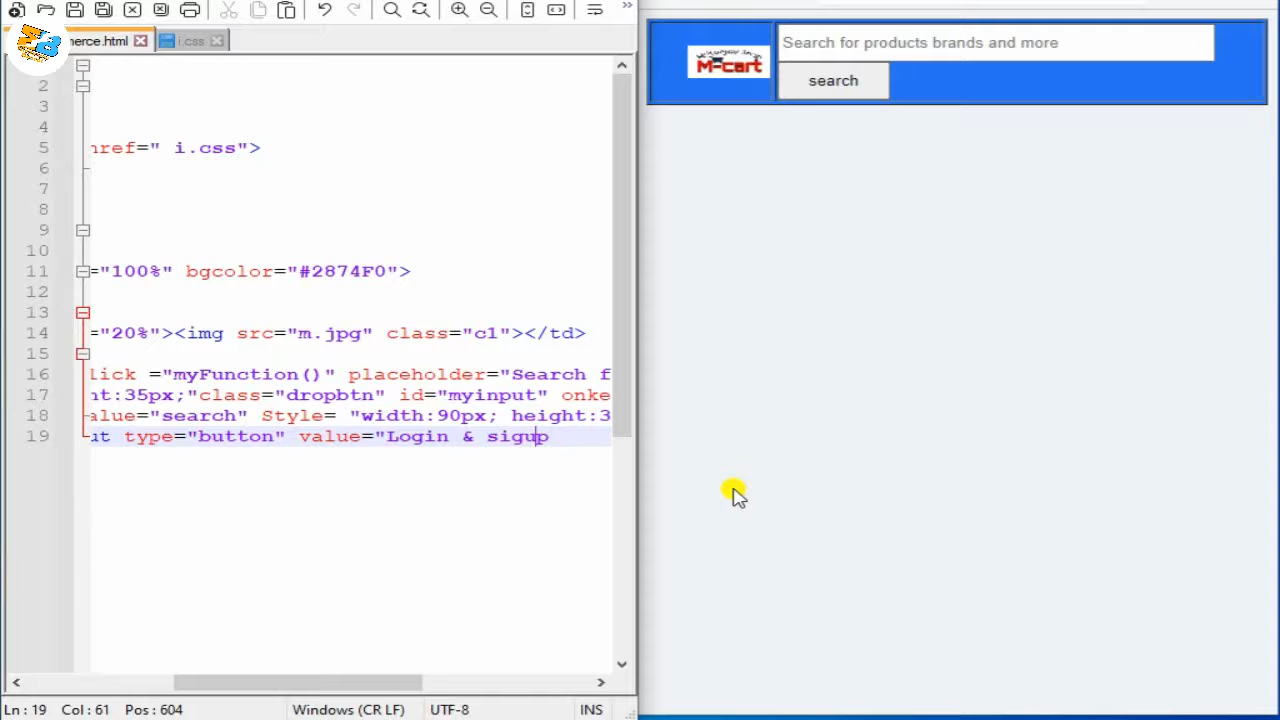 merce.html
i.css
2
3
4
5 href=" i.css">
6
7
8
9
10
11 ="100%" bgcolor="#2874F0">
12
13
14 ="20%"><img src="m.jpg" class="c1"></td>
15
16 lick ="myFunction()" placeholder="Search f
17 ht:35px;"class="dropbtn" id="myinput" onke
18 alue="search" Style= "width:90px; height:3
19 ut type="button" value="Login & sigup
Ln : 19 Col : 61 Pos : 604 Windows (CR LF) UTF-8 INS
M-cart
Search for products brands and more
search